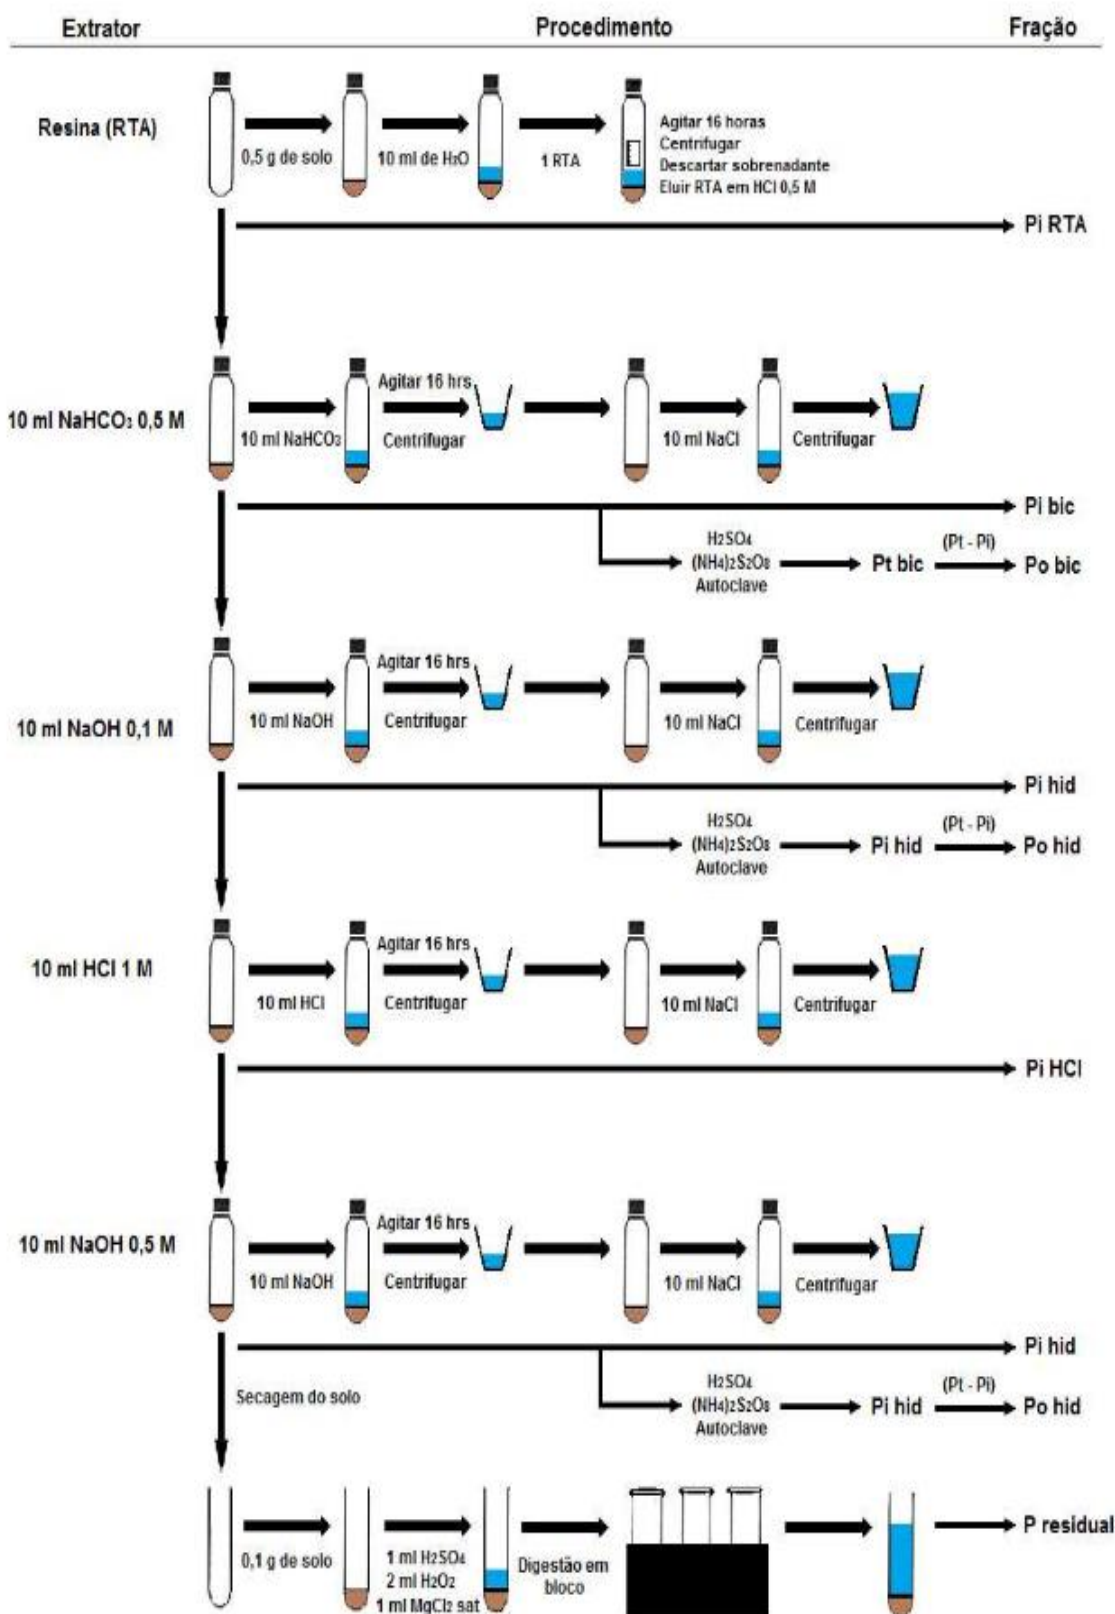 Extrator Procedimento Fração
Resina (RTA)
0,5 g de solo
10 ml de H₂O
1 RTA
Agitar 16 horas
Centrifugar
Descartar sobrenadante
Eluir RTA em HCl 0,5 M
Pi RTA
10 ml NaHCO₃ 0,5 M
10 ml NaHCO₃
Agitar 16 hrs
Centrifugar
10 ml NaCl
Centrifugar
Pi bic
H₂SO₄
(NH₄)₂S₂O₈
Autoclave
Pt bic
(Pt - Pi)
Po bic
10 ml NaOH 0,1 M
10 ml NaOH
Agitar 16 hrs
Centrifugar
10 ml NaCl
Centrifugar
Pi hid
H₂SO₄
(NH₄)₂S₂O₈
Autoclave
Pi hid
(Pt - Pi)
Po hid
10 ml HCl 1 M
10 ml HCl
Agitar 16 hrs
Centrifugar
10 ml NaCl
Centrifugar
Pi HCl
10 ml NaOH 0,5 M
10 ml NaOH
Agitar 16 hrs
Centrifugar
10 ml NaCl
Centrifugar
Pi hid
H₂SO₄
(NH₄)₂S₂O₈
Autoclave
Pi hid
(Pt - Pi)
Po hid
Secagem do solo
0,1 g de solo
1 ml H₂SO₄
2 ml H₂O₂
1 ml MgCl₂ sat
Digestão em
bloco
P residual